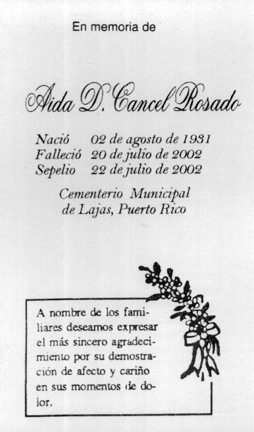 En memoria de
Aida D. Cancel Rosado
Nació 02 de agosto de 1931
Falleció 20 de julio de 2002
Sepelio 22 de julio de 2002
Cementerio Municipal
de Lajas, Puerto Rico
A nombre de los fami-
liares deseamos expresar
el más sincero agradeci-
miento por su demostra-
ción de afecto y cariño
en sus momentos de do-
lor.